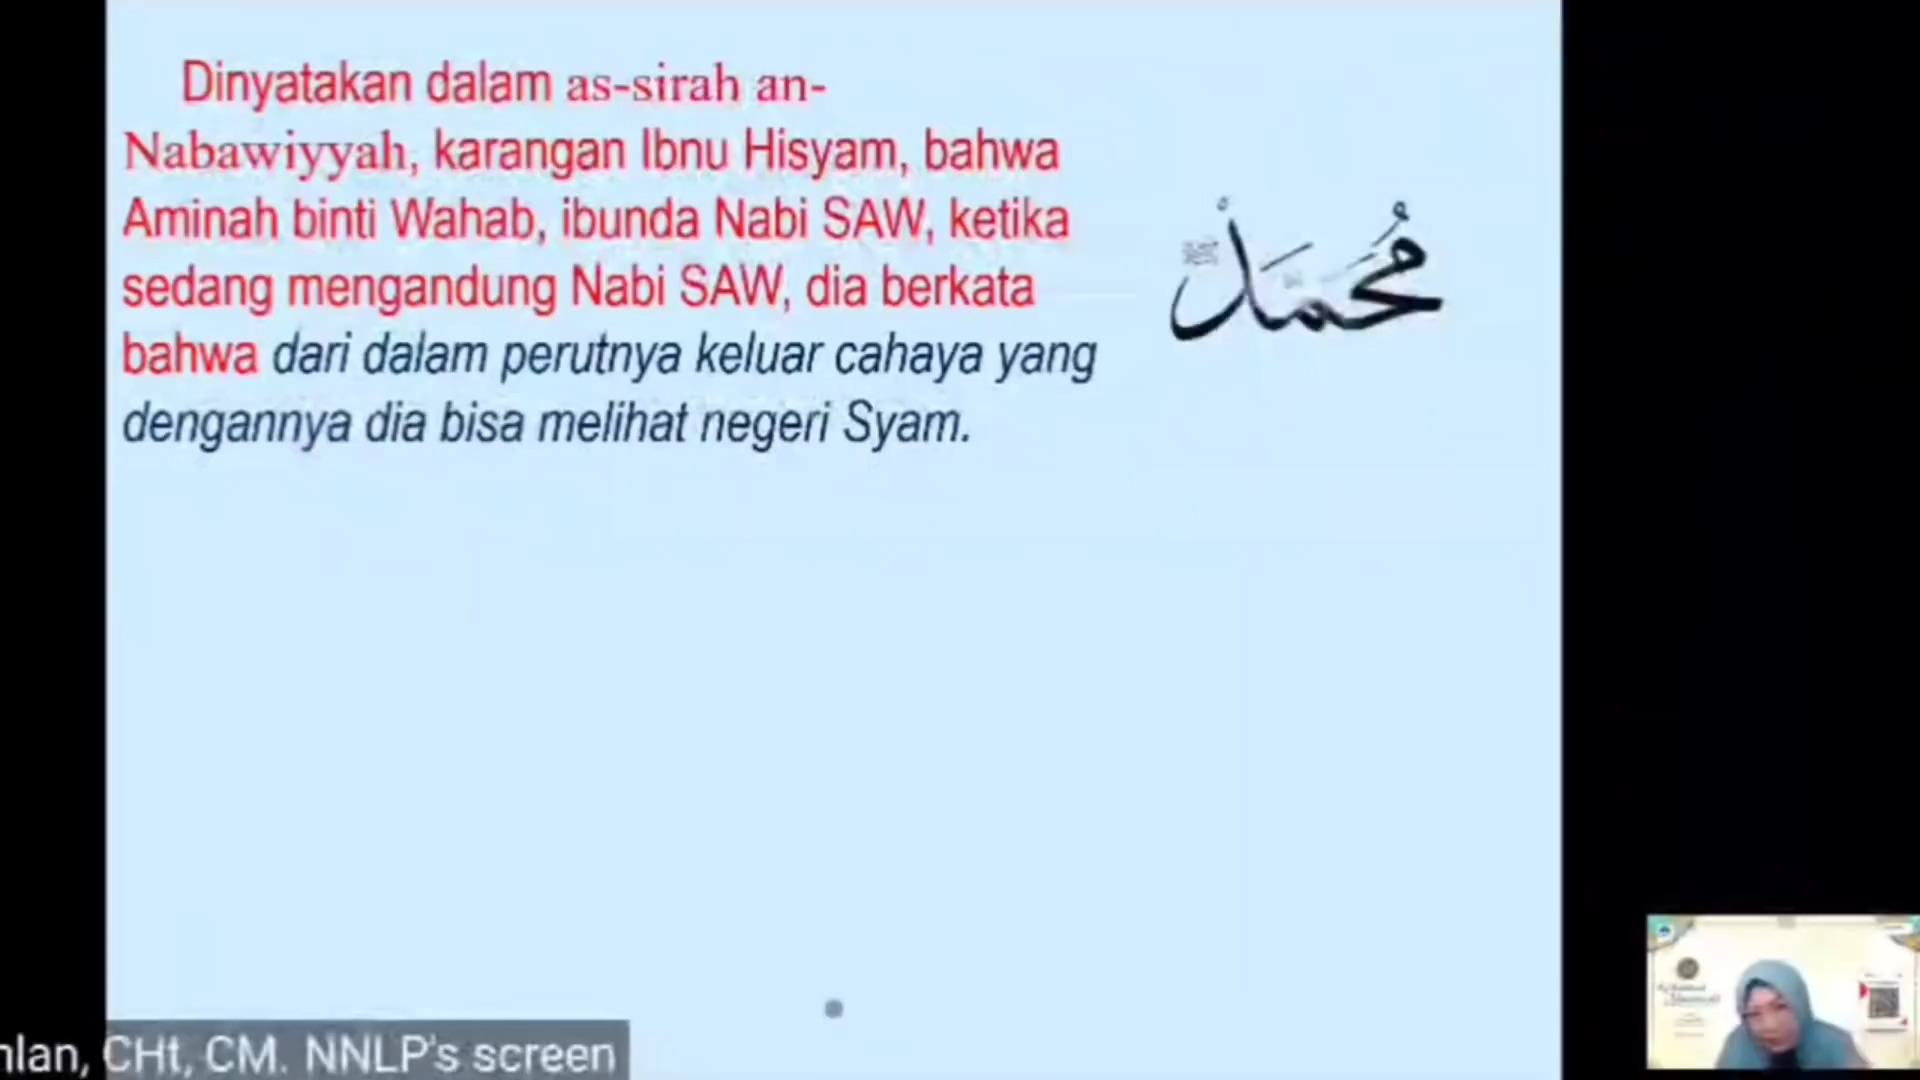 Dinyatakan dalam as-sirah an-
Nabawiyyah, karangan Ibnu Hisyam, bahwa
Aminah binti Wahab, ibunda Nabi SAW, ketika
sedang mengandung Nabi SAW, dia berkata
bahwa dari dalam perutnya keluar cahaya yang
dengannya dia bisa melihat negeri Syam.
مُحَمَّدْ
CHt, CM. NNLP's screen